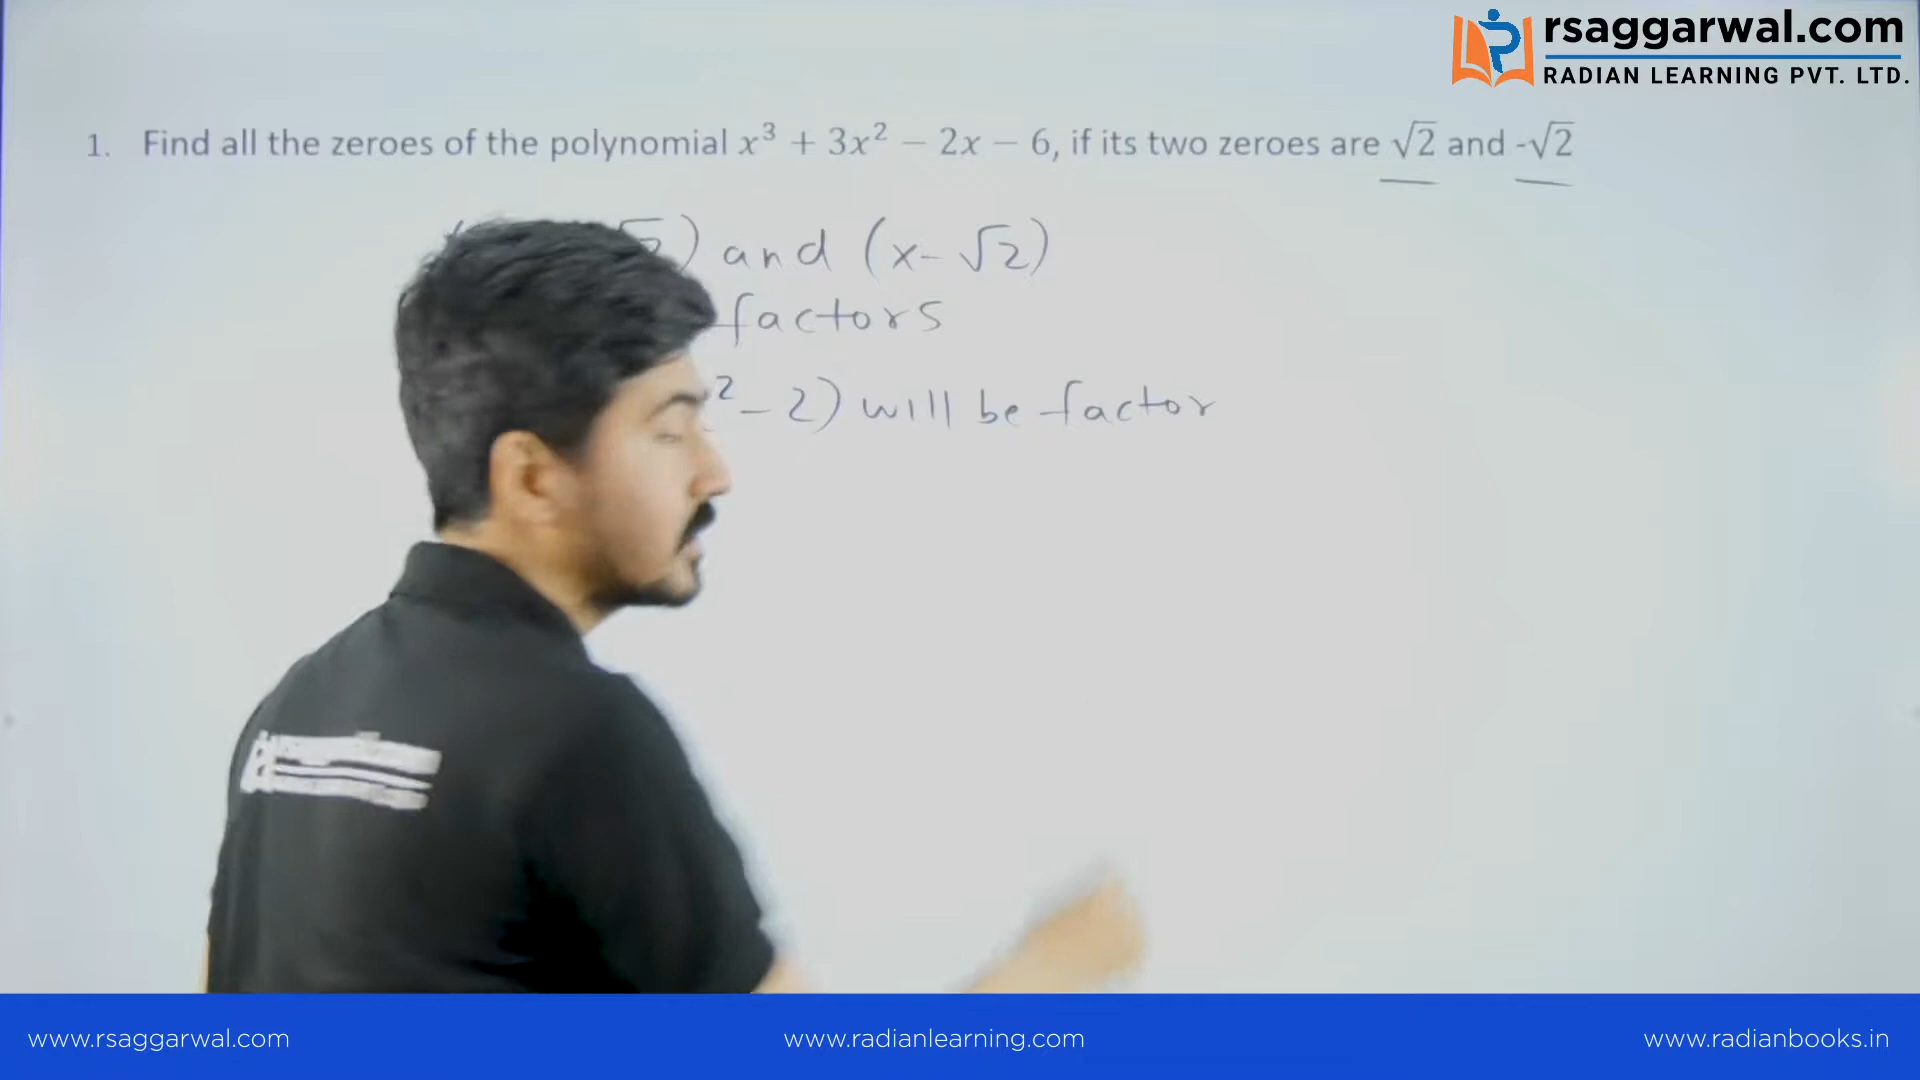 rsaggarwal.com
RADIAN LEARNING PVT. LTD.
1. Find all the zeroes of the polynomial x³ + 3x² − 2x − 6, if its two zeroes are √2 and -√2
) and (x-√2)
factors
² - 2) will be factor
www.rsaggarwal.com
www.radianlearning.com
www.radianbooks.in